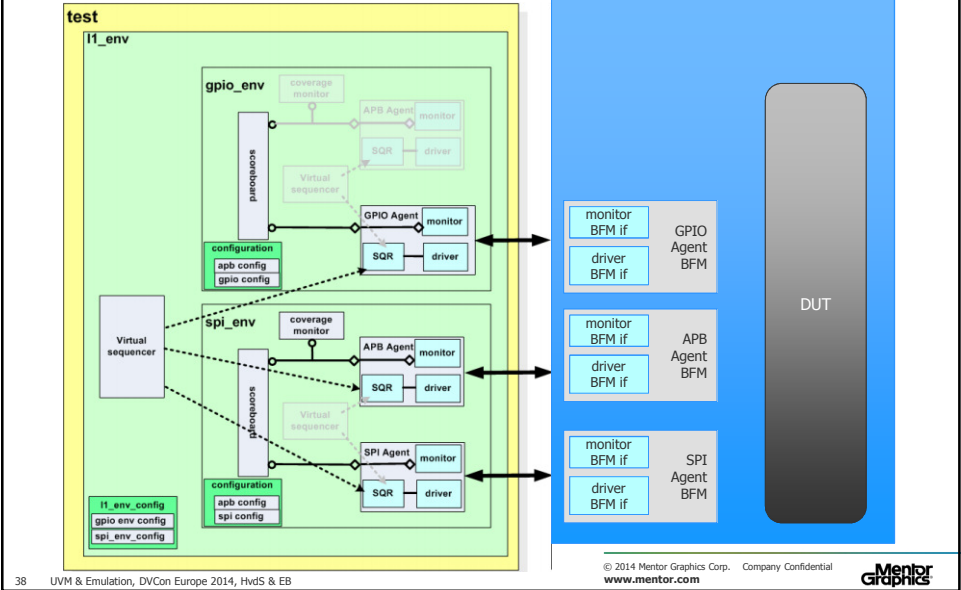 test
l1_env
gpio_env
coverage
monitor
APB Agent
monitor
SQR
driver
Virtual
sequencer
scoreboard
GPIO Agent
monitor
SQR
driver
configuration
apb config
gpio config
Virtual
sequencer
spi_env
coverage
monitor
APB Agent
monitor
SQR
driver
Virtual
sequencer
scoreboard
SPI Agent
monitor
SQR
driver
configuration
apb config
spi config
l1_env_config
gpio env config
spi_env_config
monitor
BFM if
driver
BFM if
GPIO
Agent
BFM
monitor
BFM if
driver
BFM if
APB
Agent
BFM
monitor
BFM if
driver
BFM if
SPI
Agent
BFM
DUT
38 UVM & Emulation, DVCon Europe 2014, HvdS & EB
© 2014 Mentor Graphics Corp. Company Confidential
www.mentor.com
Mentor
Graphics